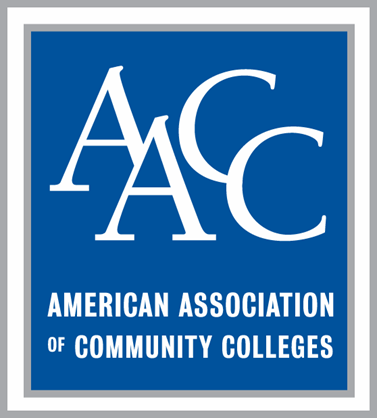 AACC
AMERICAN ASSOCIATION
OF COMMUNITY COLLEGES